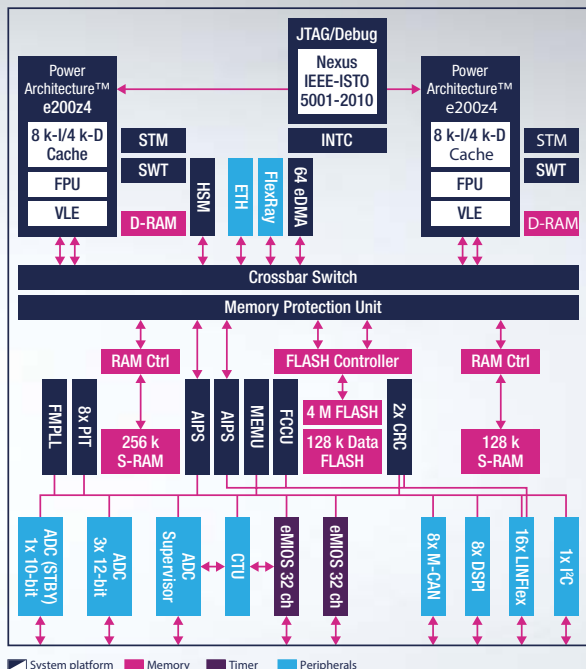 JTAG/Debug
Nexus
IEEE-ISTO
5001-2010
INTC
Power
Architecture™
e200z4
8 k-I/4 k-D
Cache
FPU
VLE
STM
SWT
D-RAM
HSM
ETH
FlexRay
64 eDMA
Power
Architecture™
e200z4
8 k-I/4 k-D
Cache
FPU
VLE
STM
SWT
D-RAM
Crossbar Switch
Memory Protection Unit
RAM Ctrl
FLASH Controller
RAM Ctrl
FMPLL
8x PIT
256 k
S-RAM
AIPS
AIPS
MEMU
FCCU
4 M FLASH
128 k Data
FLASH
2x CRC
128 k
S-RAM
ADC (STBY)
1x 10-bit
ADC
3x 12-bit
ADC
Supervisor
CTU
eMIOS 32 ch
eMIOS 32 ch
8x M-CAN
8x DSPI
16x LINFlex
1x I²C
System platform
Memory
Timer
Peripherals